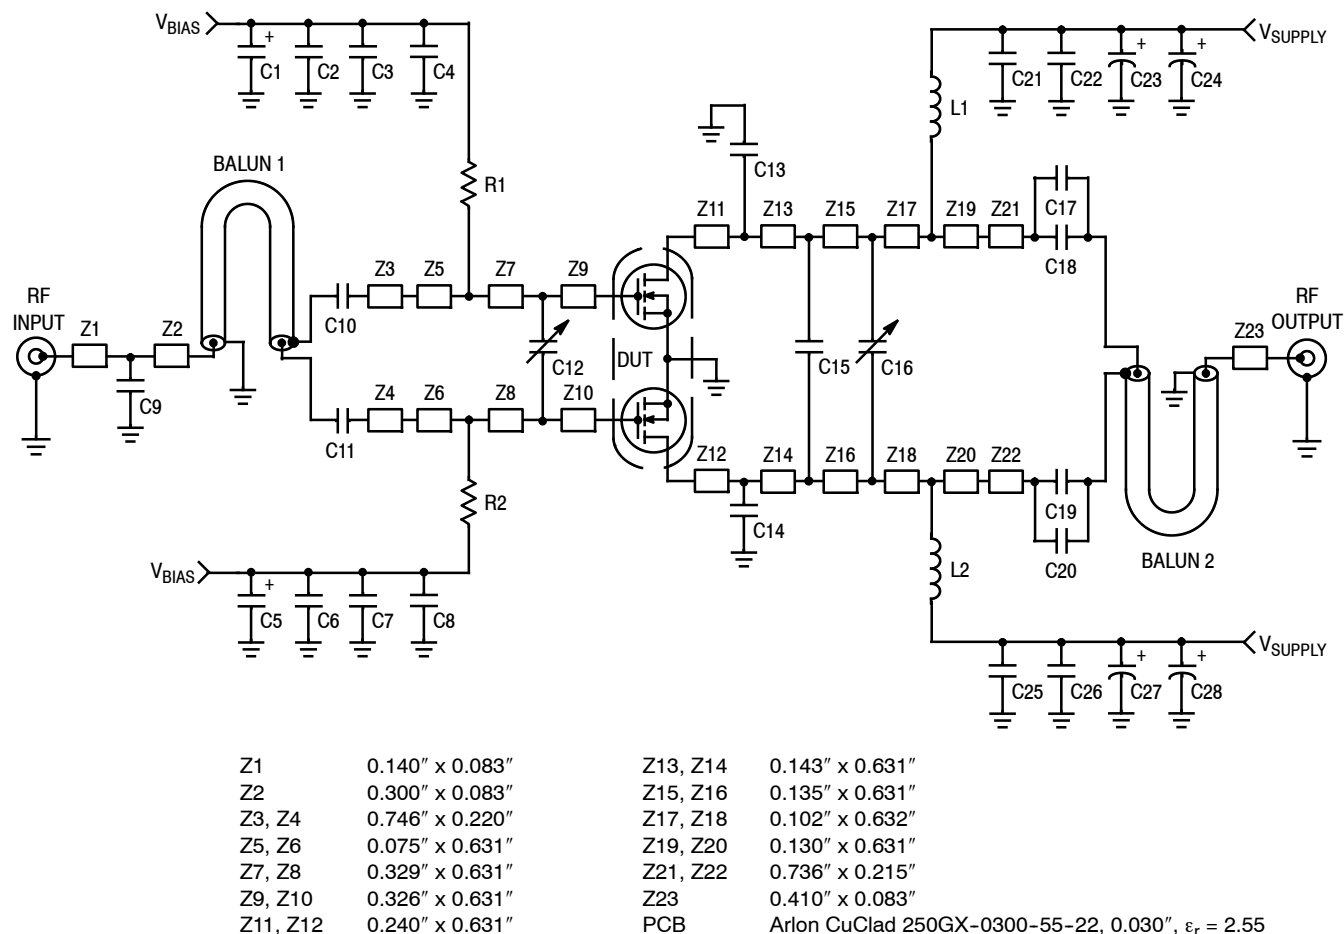 V_BIAS
C1 + C2 C3 C4
V_SUPPLY
C21 C22 C23 + C24 +
L1
BALUN 1
R1
C13
Z11 Z13 Z15 Z17 Z19 Z21 C17
C18
Z3 Z5 Z7 Z9
RF
INPUT
Z1 Z2
C10
C9
C12
DUT
C15 C16
RF
OUTPUT
Z23
Z4 Z6 Z8 Z10
C11
Z12 Z14 Z16 Z18 Z20 Z22
C19
C14
C20
R2
L2
BALUN 2
V_BIAS
C5 + C6 C7 C8
V_SUPPLY
C25 C26 C27 + C28 +
Z1 0.140″ x 0.083″
Z2 0.300″ x 0.083″
Z3, Z4 0.746″ x 0.220″
Z5, Z6 0.075″ x 0.631″
Z7, Z8 0.329″ x 0.631″
Z9, Z10 0.326″ x 0.631″
Z11, Z12 0.240″ x 0.631″
Z13, Z14 0.143″ x 0.631″
Z15, Z16 0.135″ x 0.631″
Z17, Z18 0.102″ x 0.632″
Z19, Z20 0.130″ x 0.631″
Z21, Z22 0.736″ x 0.215″
Z23 0.410″ x 0.083″
PCB Arlon CuClad 250GX-0300-55-22, 0.030″, εr = 2.55